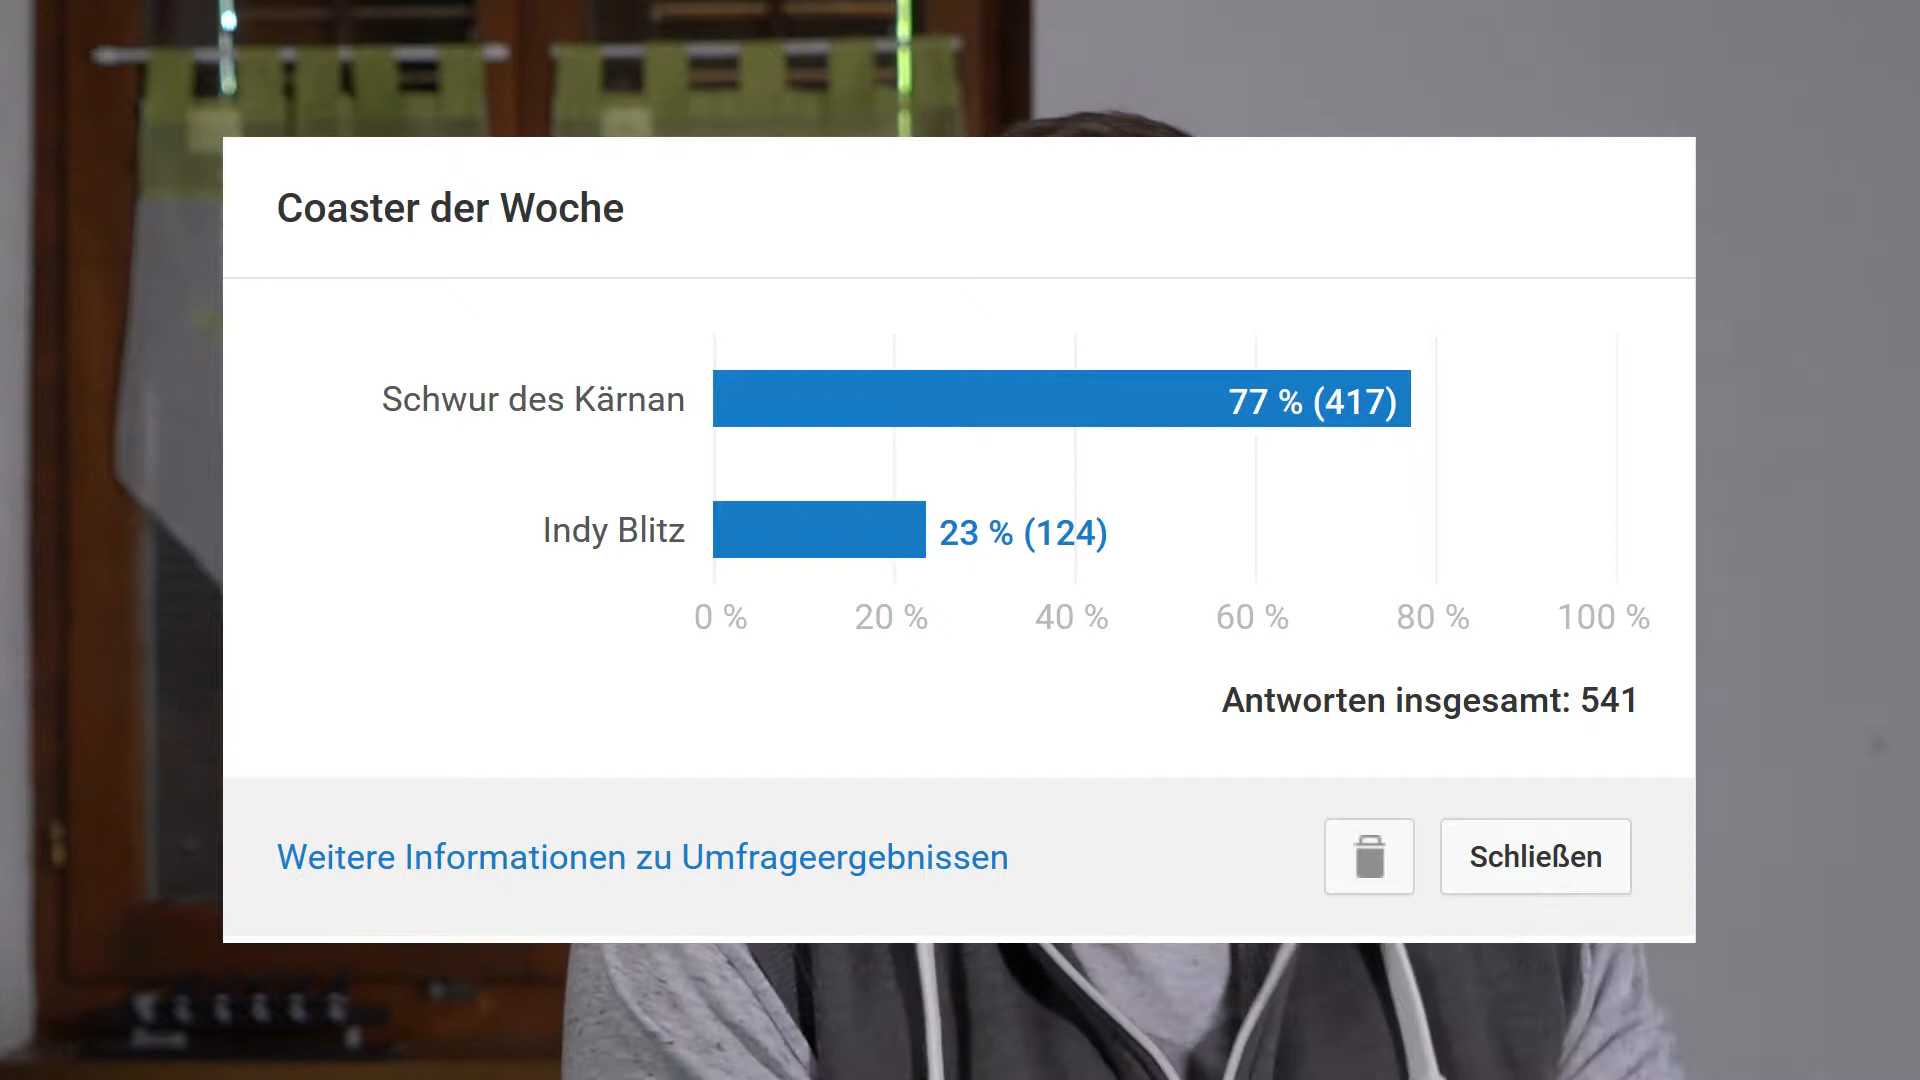 Coaster der Woche
Schwur des Kärnan
77 % (417)
Indy Blitz
23 % (124)
0 %
20 %
40 %
60 %
80 %
100 %
Antworten insgesamt: 541
Weitere Informationen zu Umfrageergebnissen
Schließen